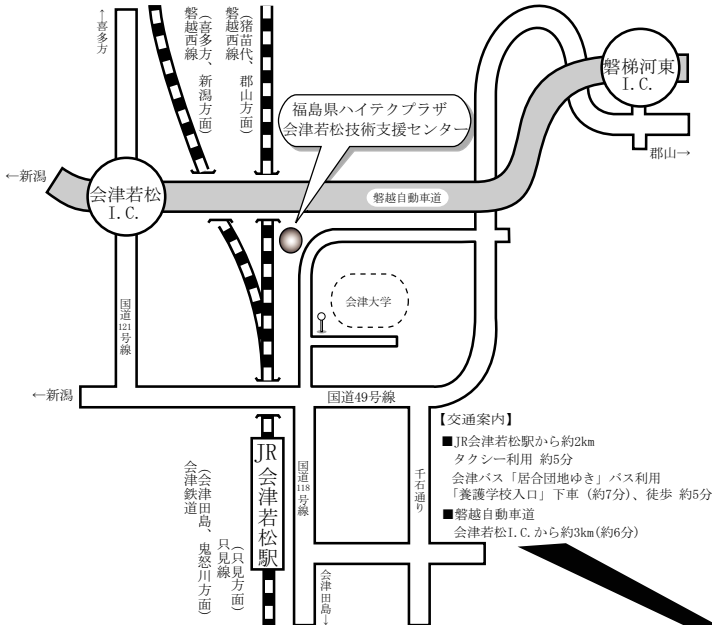 ←喜多方
磐越西線
（喜多方、新潟方面）
磐越西線
（猪苗代、郡山方面）
福島県ハイテクプラザ
会津若松技術支援センター
磐梯河東
I.C.
郡山→
←新潟
会津若松
I.C.
磐越自動車道
国道121号線
会津大学
←新潟
国道49号線
【交通案内】
■JR会津若松駅から約2km
タクシー利用 約5分
会津バス「居合団地ゆき」バス利用
「養護学校入口」下車（約7分）、徒歩 約5分
■磐越自動車道
会津若松I.C.から約3km(約6分)
JR会津若松駅
国道118号線
千石通り
会津鉄道
（会津田島、鬼怒川方面）
只見線
（只見方面）
会津田島→